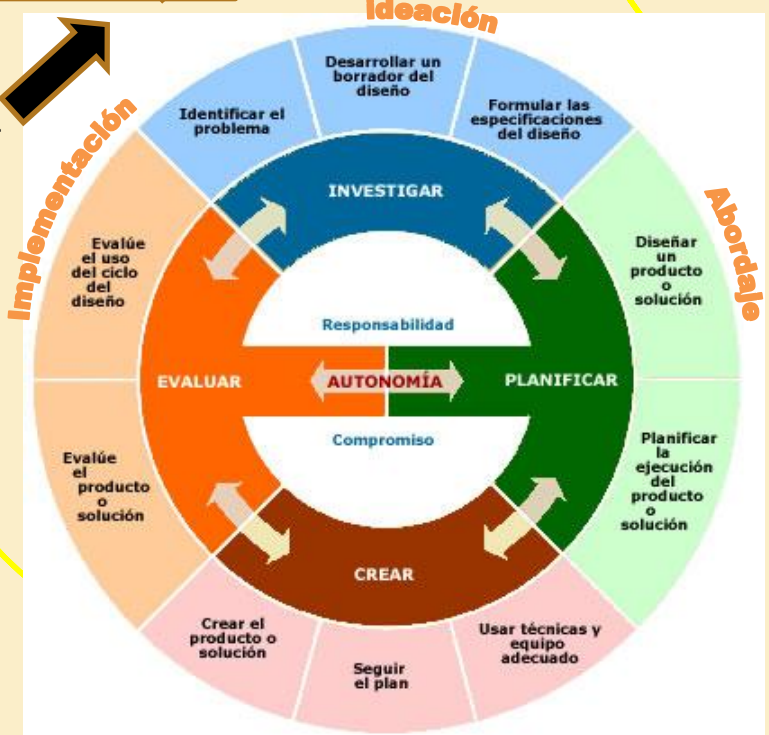 Ideación
Desarrollar un
borrador del
diseño
Identificar el
problema
Formular las
especificaciones
del diseño
Implementación
INVESTIGAR
Abordaje
Evalúe
el uso
del ciclo
del
diseño
Diseñar
un
producto
o
solución
Responsabilidad
EVALUAR
AUTONOMÍA
PLANIFICAR
Compromiso
Evalúe
el
producto
o
solución
Planificar
la
ejecución
del
producto
o
solución
CREAR
Crear el
producto o
solución
Seguir
el plan
Usar técnicas y
equipo
adecuado